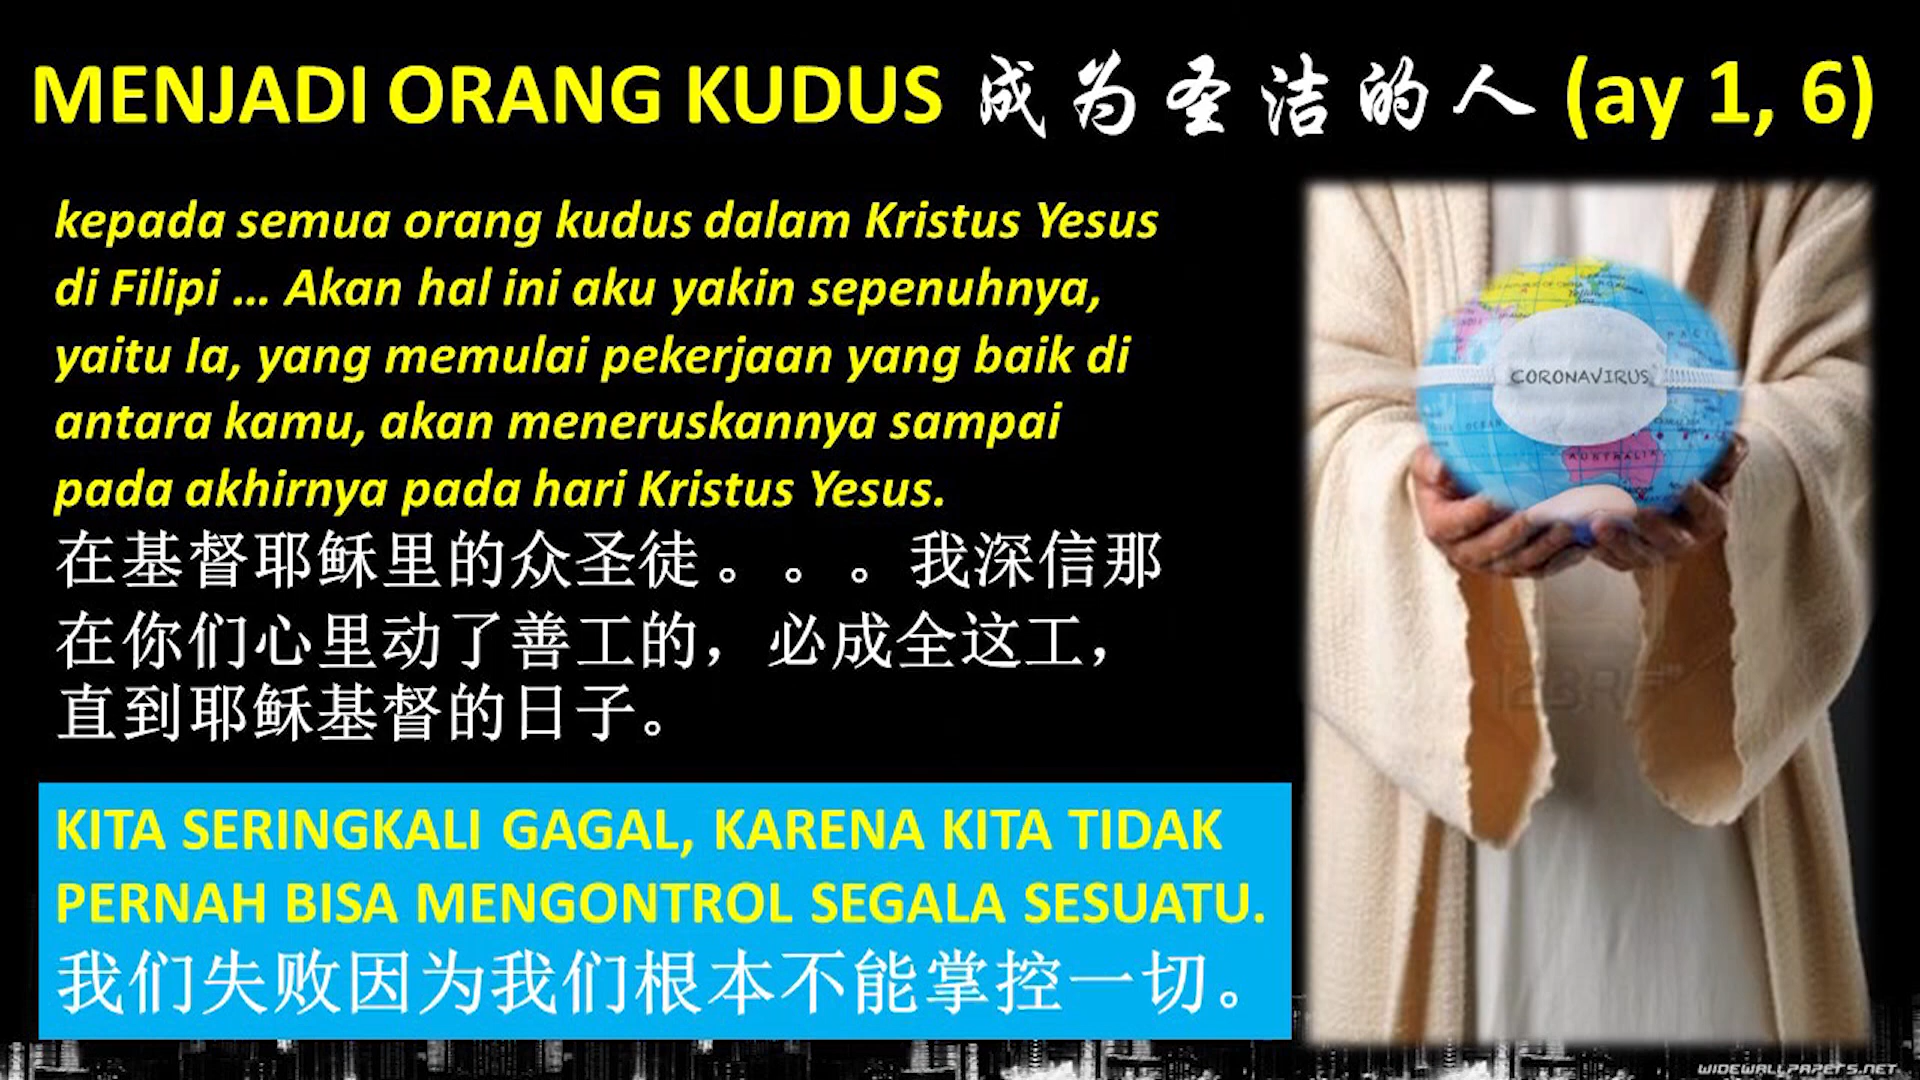 MENJADI ORANG KUDUS 成为圣洁的人 (ay 1, 6)
kepada semua orang kudus dalam Kristus Yesus
di Filipi ... Akan hal ini aku yakin sepenuhnya,
yaitu Ia, yang memulai pekerjaan yang baik di
antara kamu, akan meneruskannya sampai
pada akhirnya pada hari Kristus Yesus.
在基督耶稣里的众圣徒。。。我深信那
在你们心里动了善工的，必成全这工，
直到耶稣基督的日子。
KITA SERINGKALI GAGAL, KARENA KITA TIDAK
PERNAH BISA MENGONTROL SEGALA SESUATU.
我们失败因为我们根本不能掌控一切。
CORONAVIRUS
AUSTRALIA
123RF
WIDEWALLPAPERS.NET